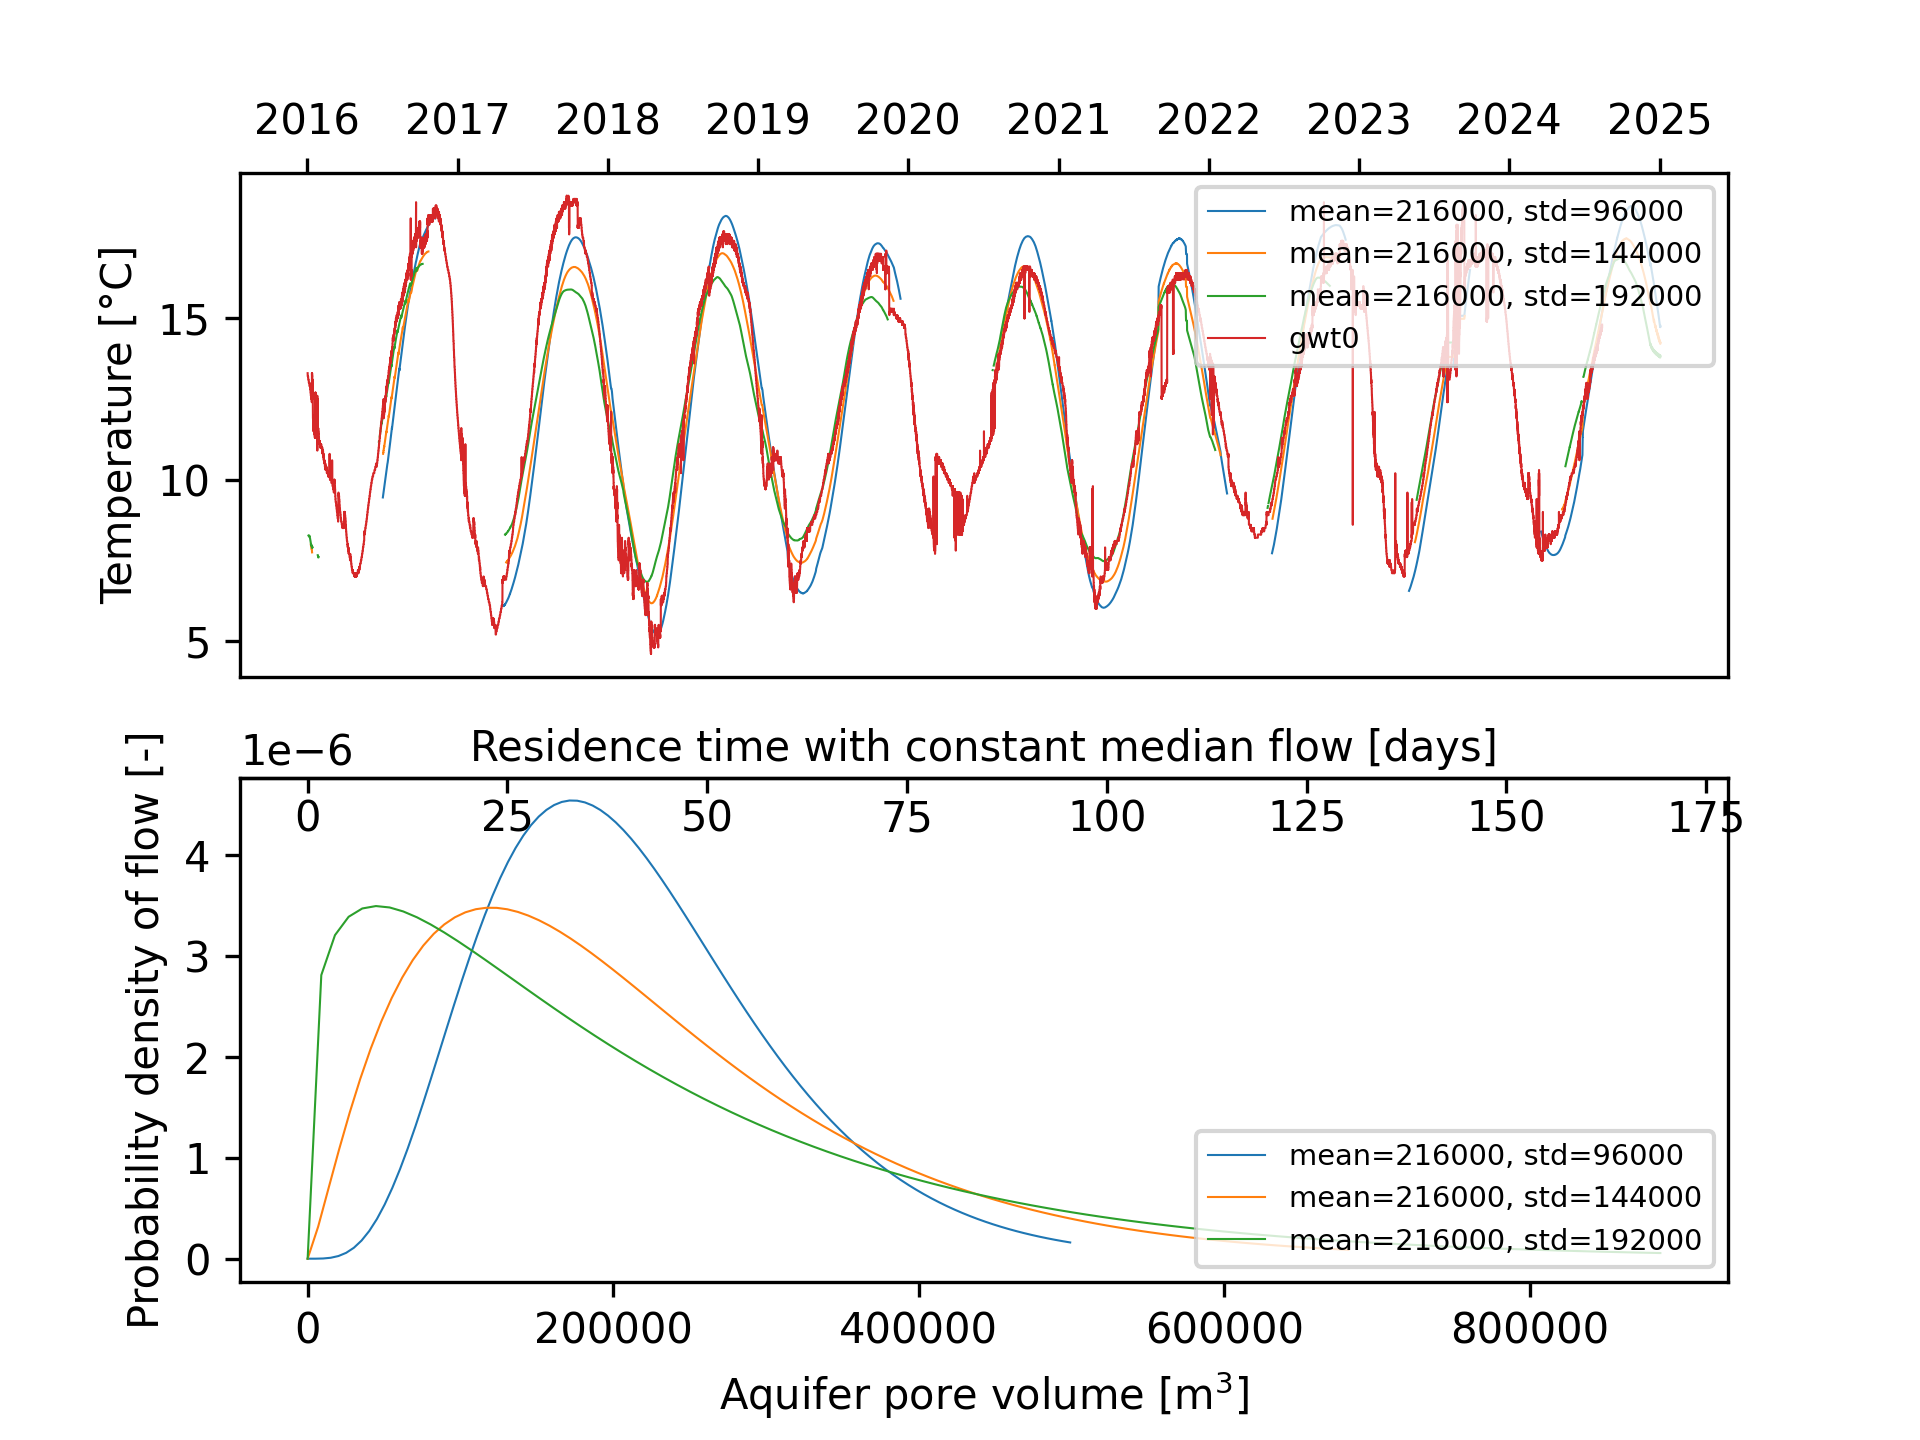 2016 2017 2018 2019 2020 2021 2022 2023 2024 2025
Temperature [°C]
15
10
5
mean=216000, std=96000
mean=216000, std=144000
mean=216000, std=192000
gwt0
1e−6
Residence time with constant median flow [days]
0 25 50 75 100 125 150 175
Probability density of flow [-]
4
3
2
1
0
mean=216000, std=96000
mean=216000, std=144000
mean=216000, std=192000
0 200000 400000 600000 800000
Aquifer pore volume [m³]